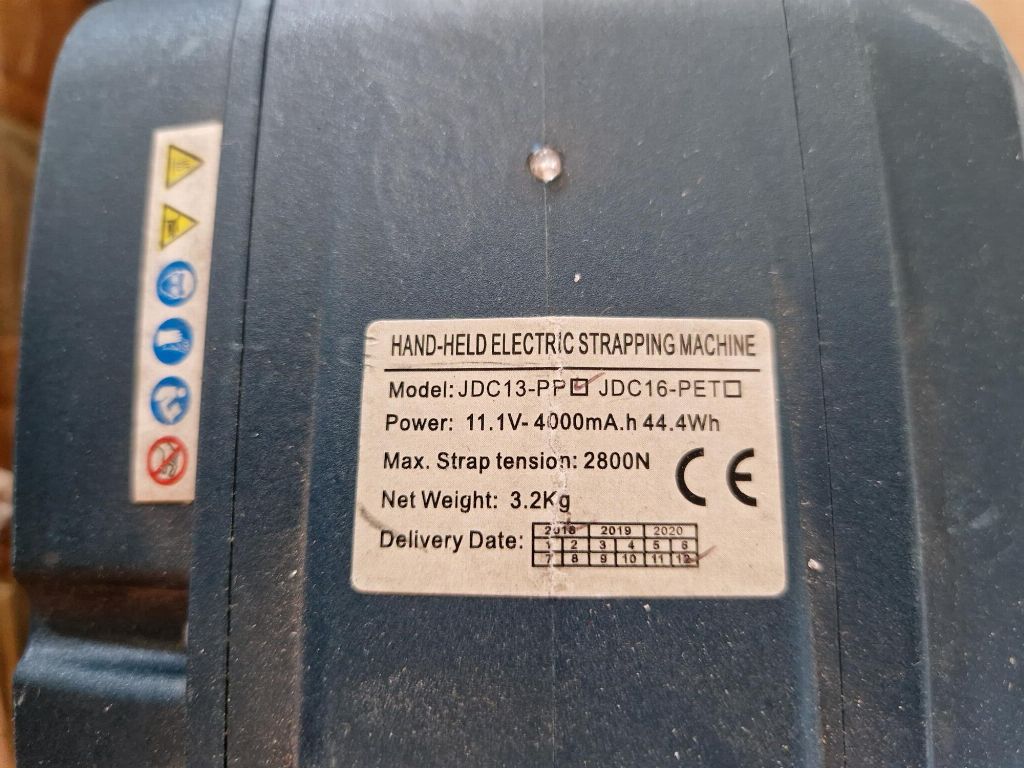 HAND-HELD ELECTRIC STRAPPING MACHINE
Model: JDC13-PP☑ JDC16-PET☐
Power: 11.1V- 4000mA.h 44.4Wh
Max. Strap tension: 2800N
CE
Net Weight: 3.2Kg
Delivery Date:
2018 2019 2020
1 2 3 4 5 6
7 8 9 10 11 12